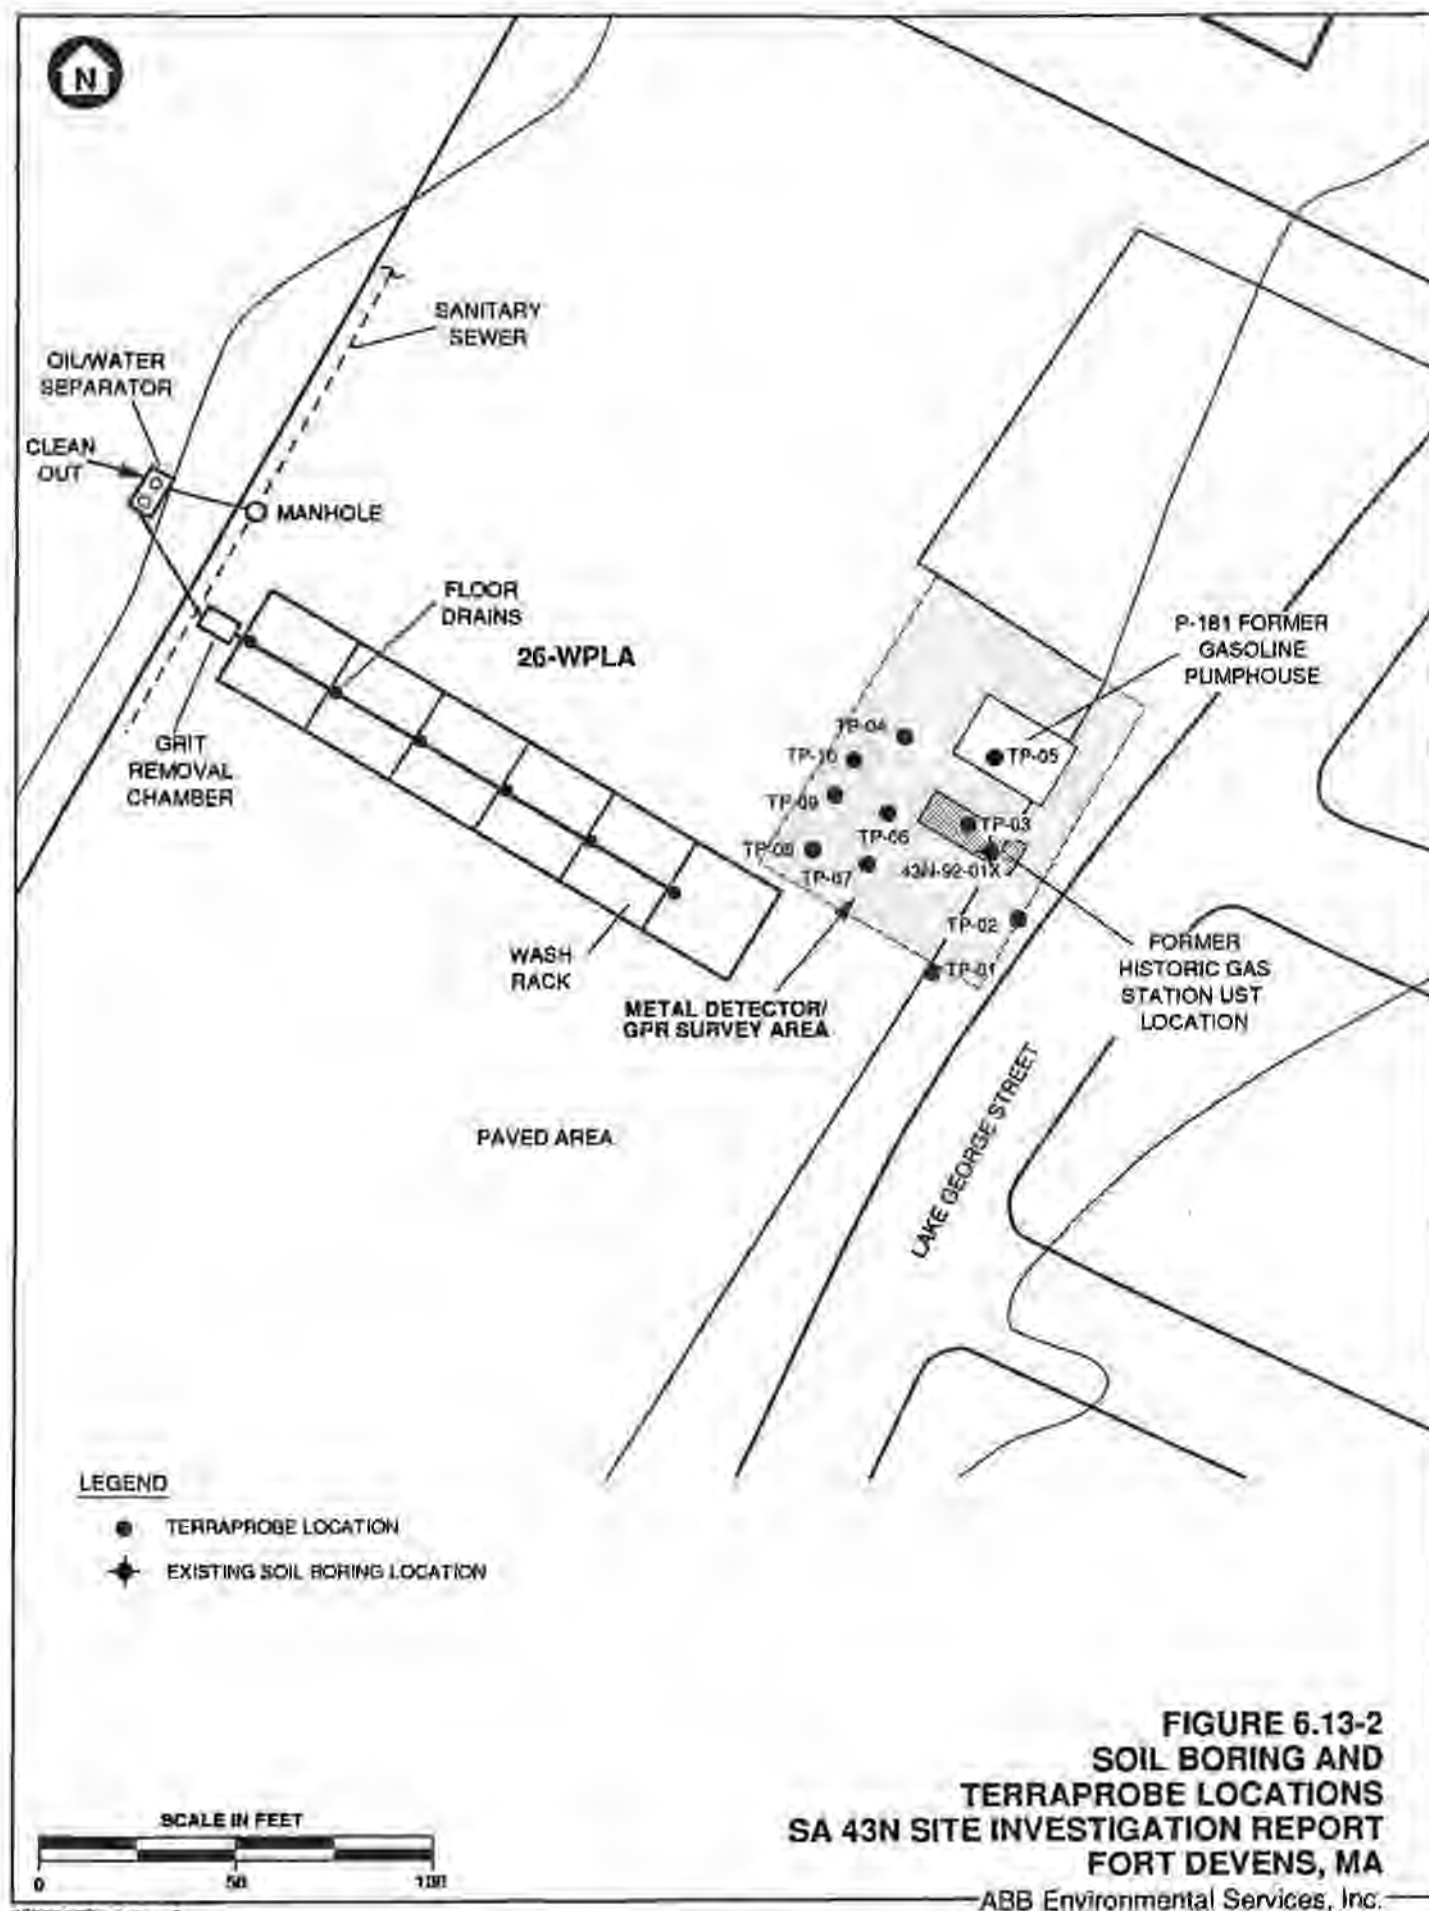 N
SANITARY
SEWER
OIL/WATER
SEPARATOR
CLEAN
OUT
MANHOLE
FLOOR
DRAINS
26-WPLA
P-181 FORMER
GASOLINE
PUMPHOUSE
GRIT
REMOVAL
CHAMBER
TP-04
TP-10
TP-05
TP-09
TP-06
TP-03
TP-08
TP-07
43N-92-01X
TP-02
TP-01
WASH
RACK
METAL DETECTOR/
GPR SURVEY AREA
FORMER
HISTORIC GAS
STATION UST
LOCATION
LAKE GEORGE STREET
PAVED AREA
LEGEND
TERRAPROBE LOCATION
EXISTING SOIL BORING LOCATION
SCALE IN FEET
0 50 100
FIGURE 6.13-2
SOIL BORING AND
TERRAPROBE LOCATIONS
SA 43N SITE INVESTIGATION REPORT
FORT DEVENS, MA
ABB Environmental Services, Inc.